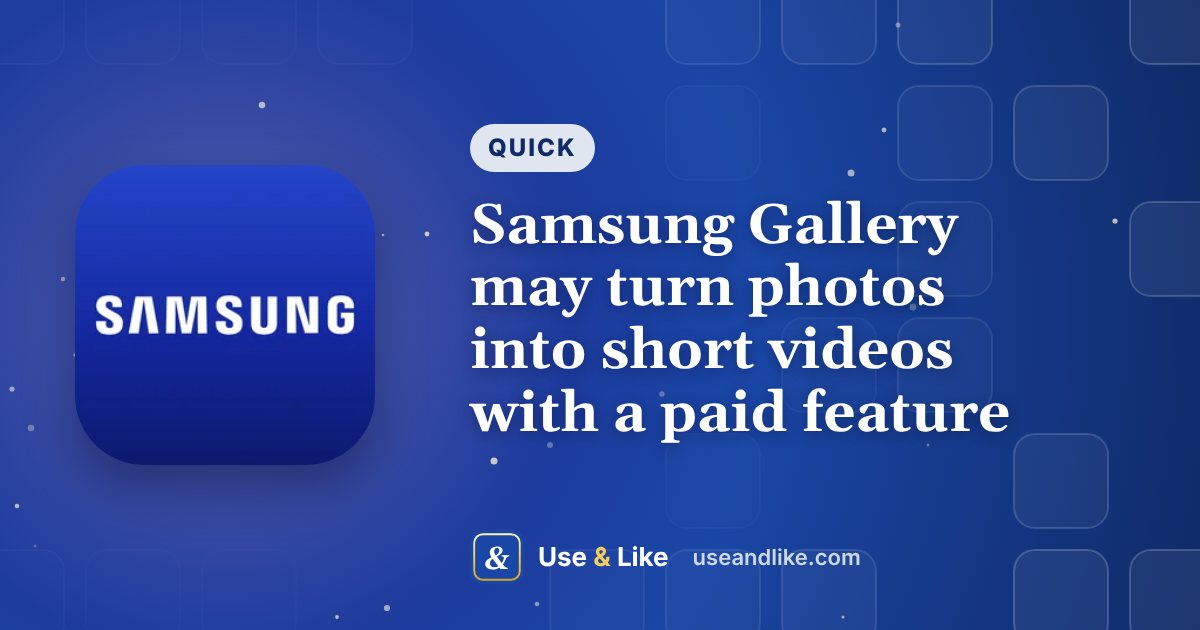 SAMSUNG
QUICK
Samsung Gallery
may turn photos
into short videos
with a paid feature
& Use & Like useandlike.com